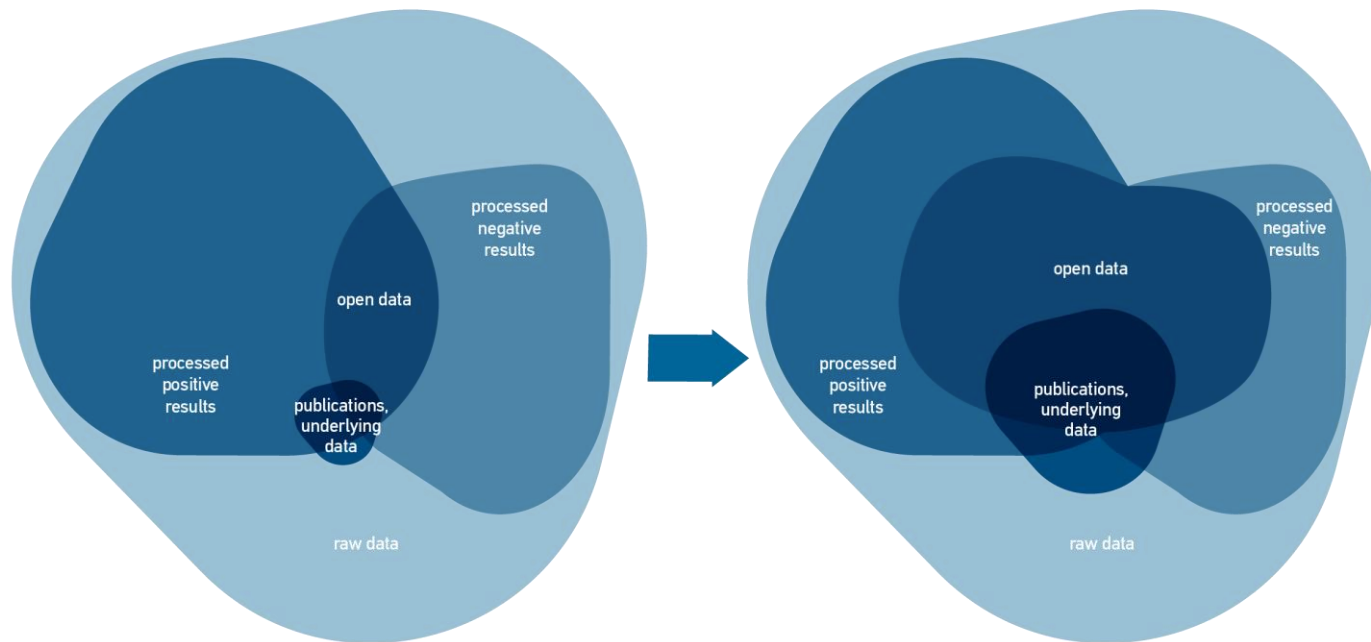 processed
negative
results
open data
processed
positive
results
publications,
underlying
data
raw data
processed
negative
results
open data
processed
positive
results
publications,
underlying
data
raw data